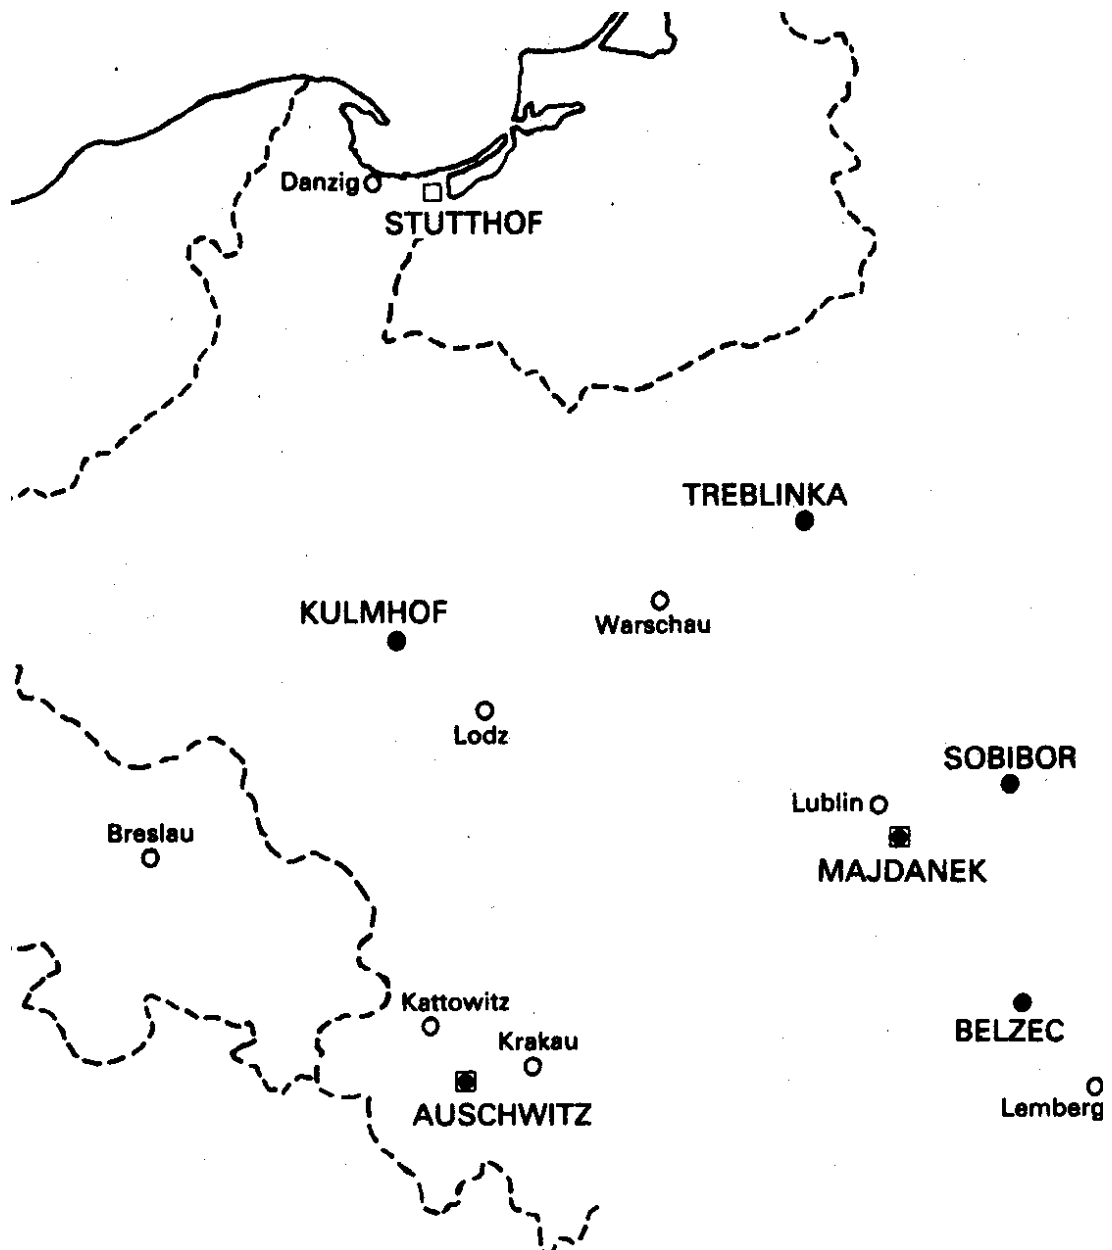 Danzig
STUTTHOF
TREBLINKA
KULMHOF
Warschau
Lodz
SOBIBOR
Lublin
Breslau
MAJDANEK
Kattowitz
BELZEC
Krakau
Lemberg
AUSCHWITZ